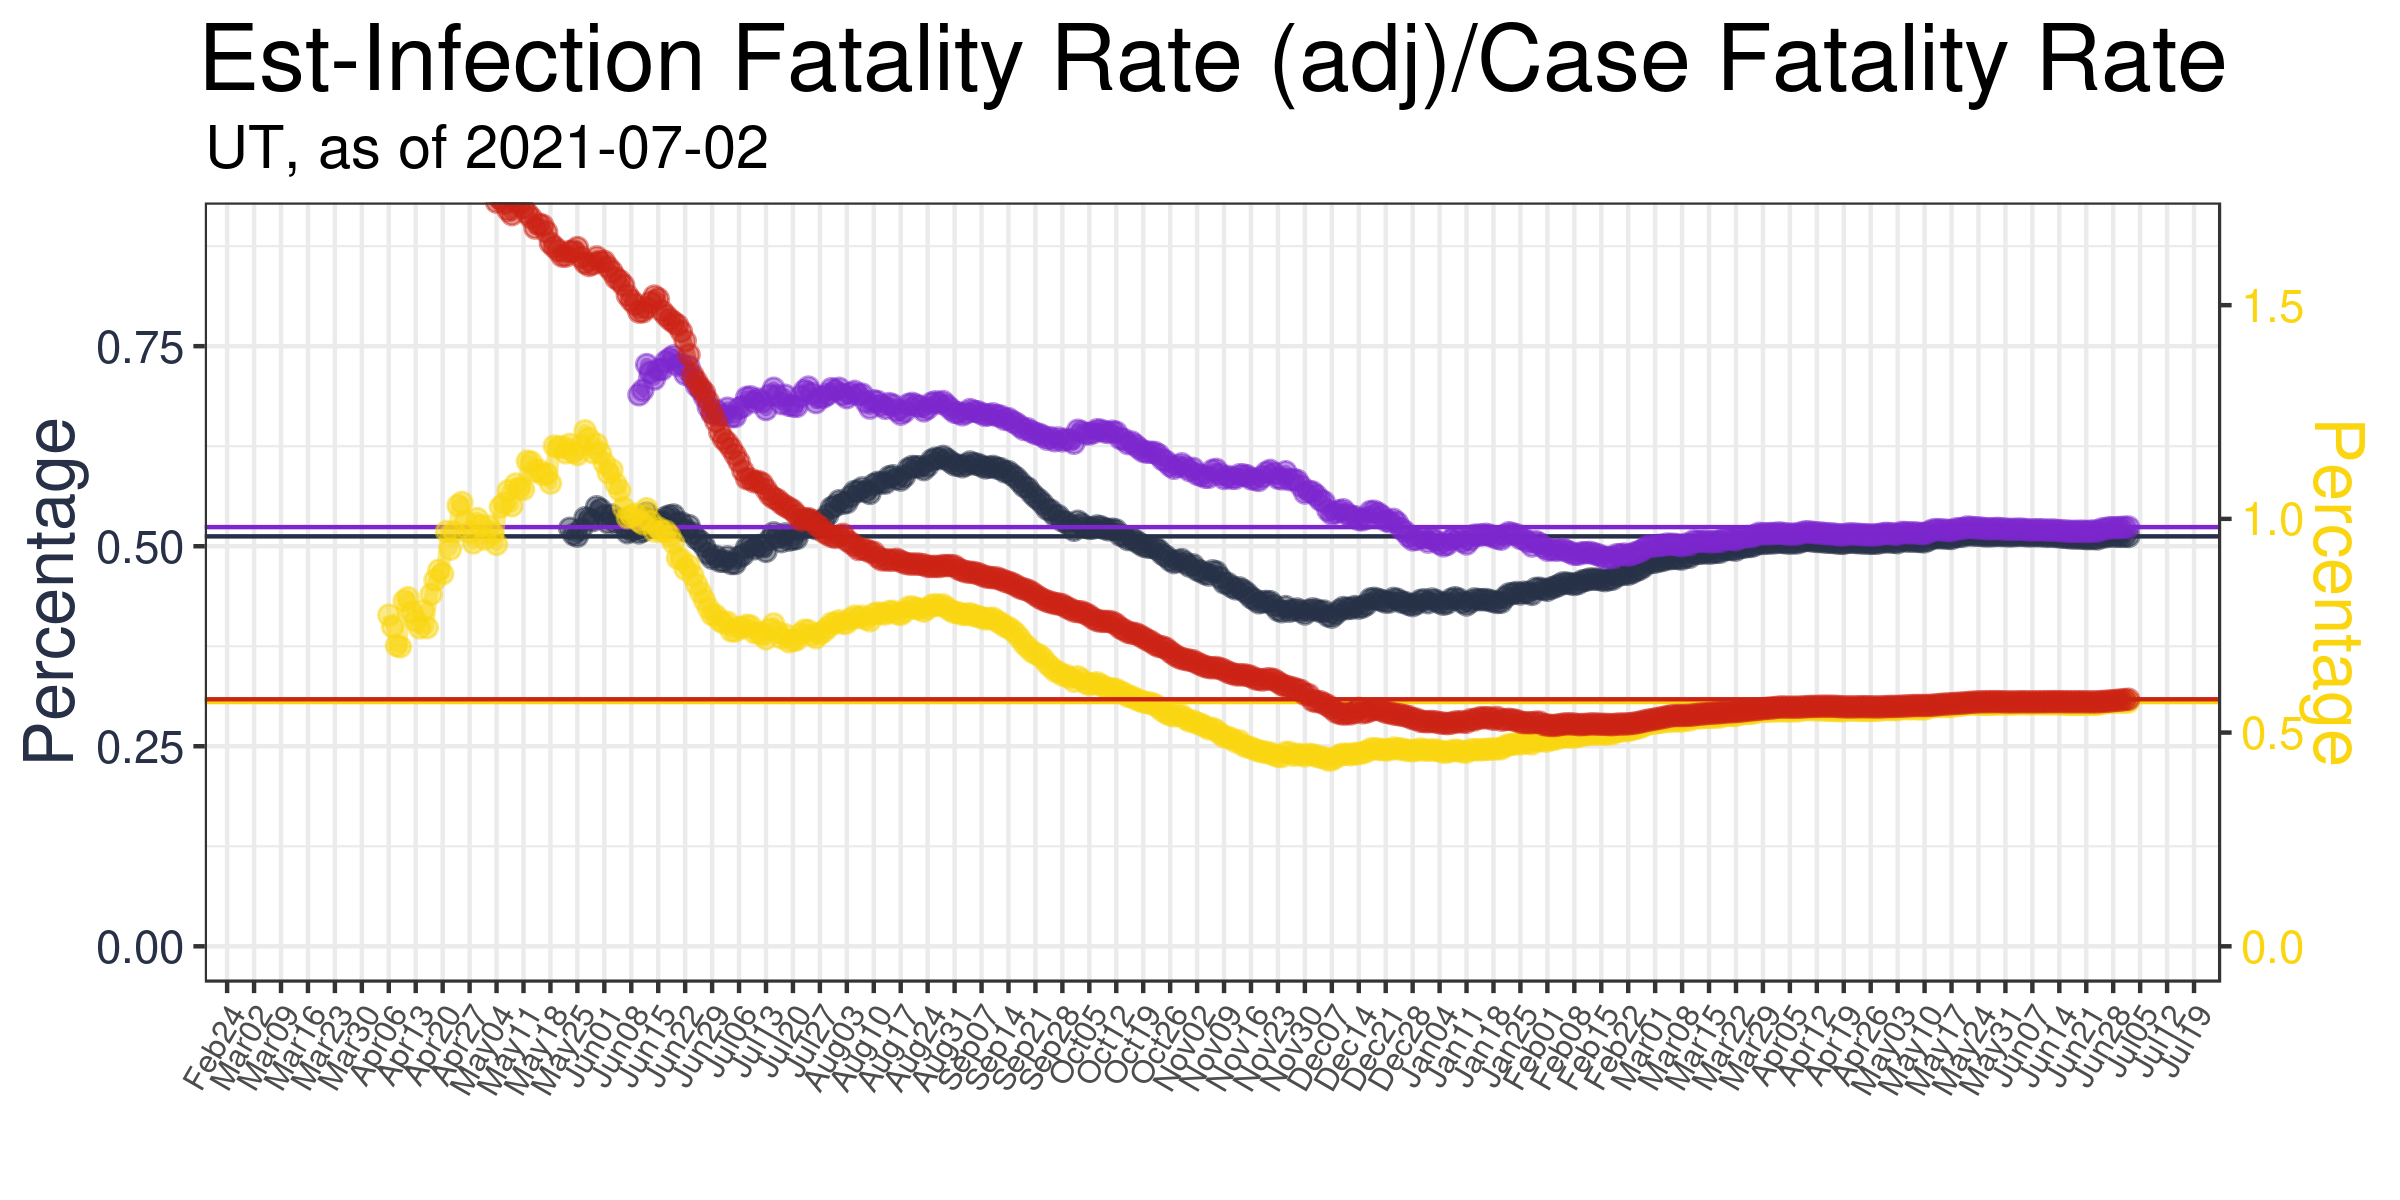 Est-Infection Fatality Rate (adj)/Case Fatality Rate
UT, as of 2021-07-02
Percentage
0.75
0.50
0.25
0.00
1.5
1.0
0.5
0.0
Percentage
Feb24
Mar02
Mar09
Mar16
Mar23
Mar30
Apr06
Apr13
Apr20
Apr27
May04
May11
May18
May25
Jun01
Jun08
Jun15
Jun22
Jun29
Jul06
Jul13
Jul20
Jul27
Aug03
Aug10
Aug17
Aug24
Aug31
Sep07
Sep14
Sep21
Sep28
Oct05
Oct12
Oct19
Oct26
Nov02
Nov09
Nov16
Nov23
Nov30
Dec07
Dec14
Dec21
Dec28
Jan04
Jan11
Jan18
Jan25
Feb01
Feb08
Feb15
Feb22
Mar01
Mar08
Mar15
Mar22
Mar29
Apr05
Apr12
Apr19
Apr26
May03
May10
May17
May24
May31
Jun07
Jun14
Jun21
Jun28
Jul05
Jul12
Jul19